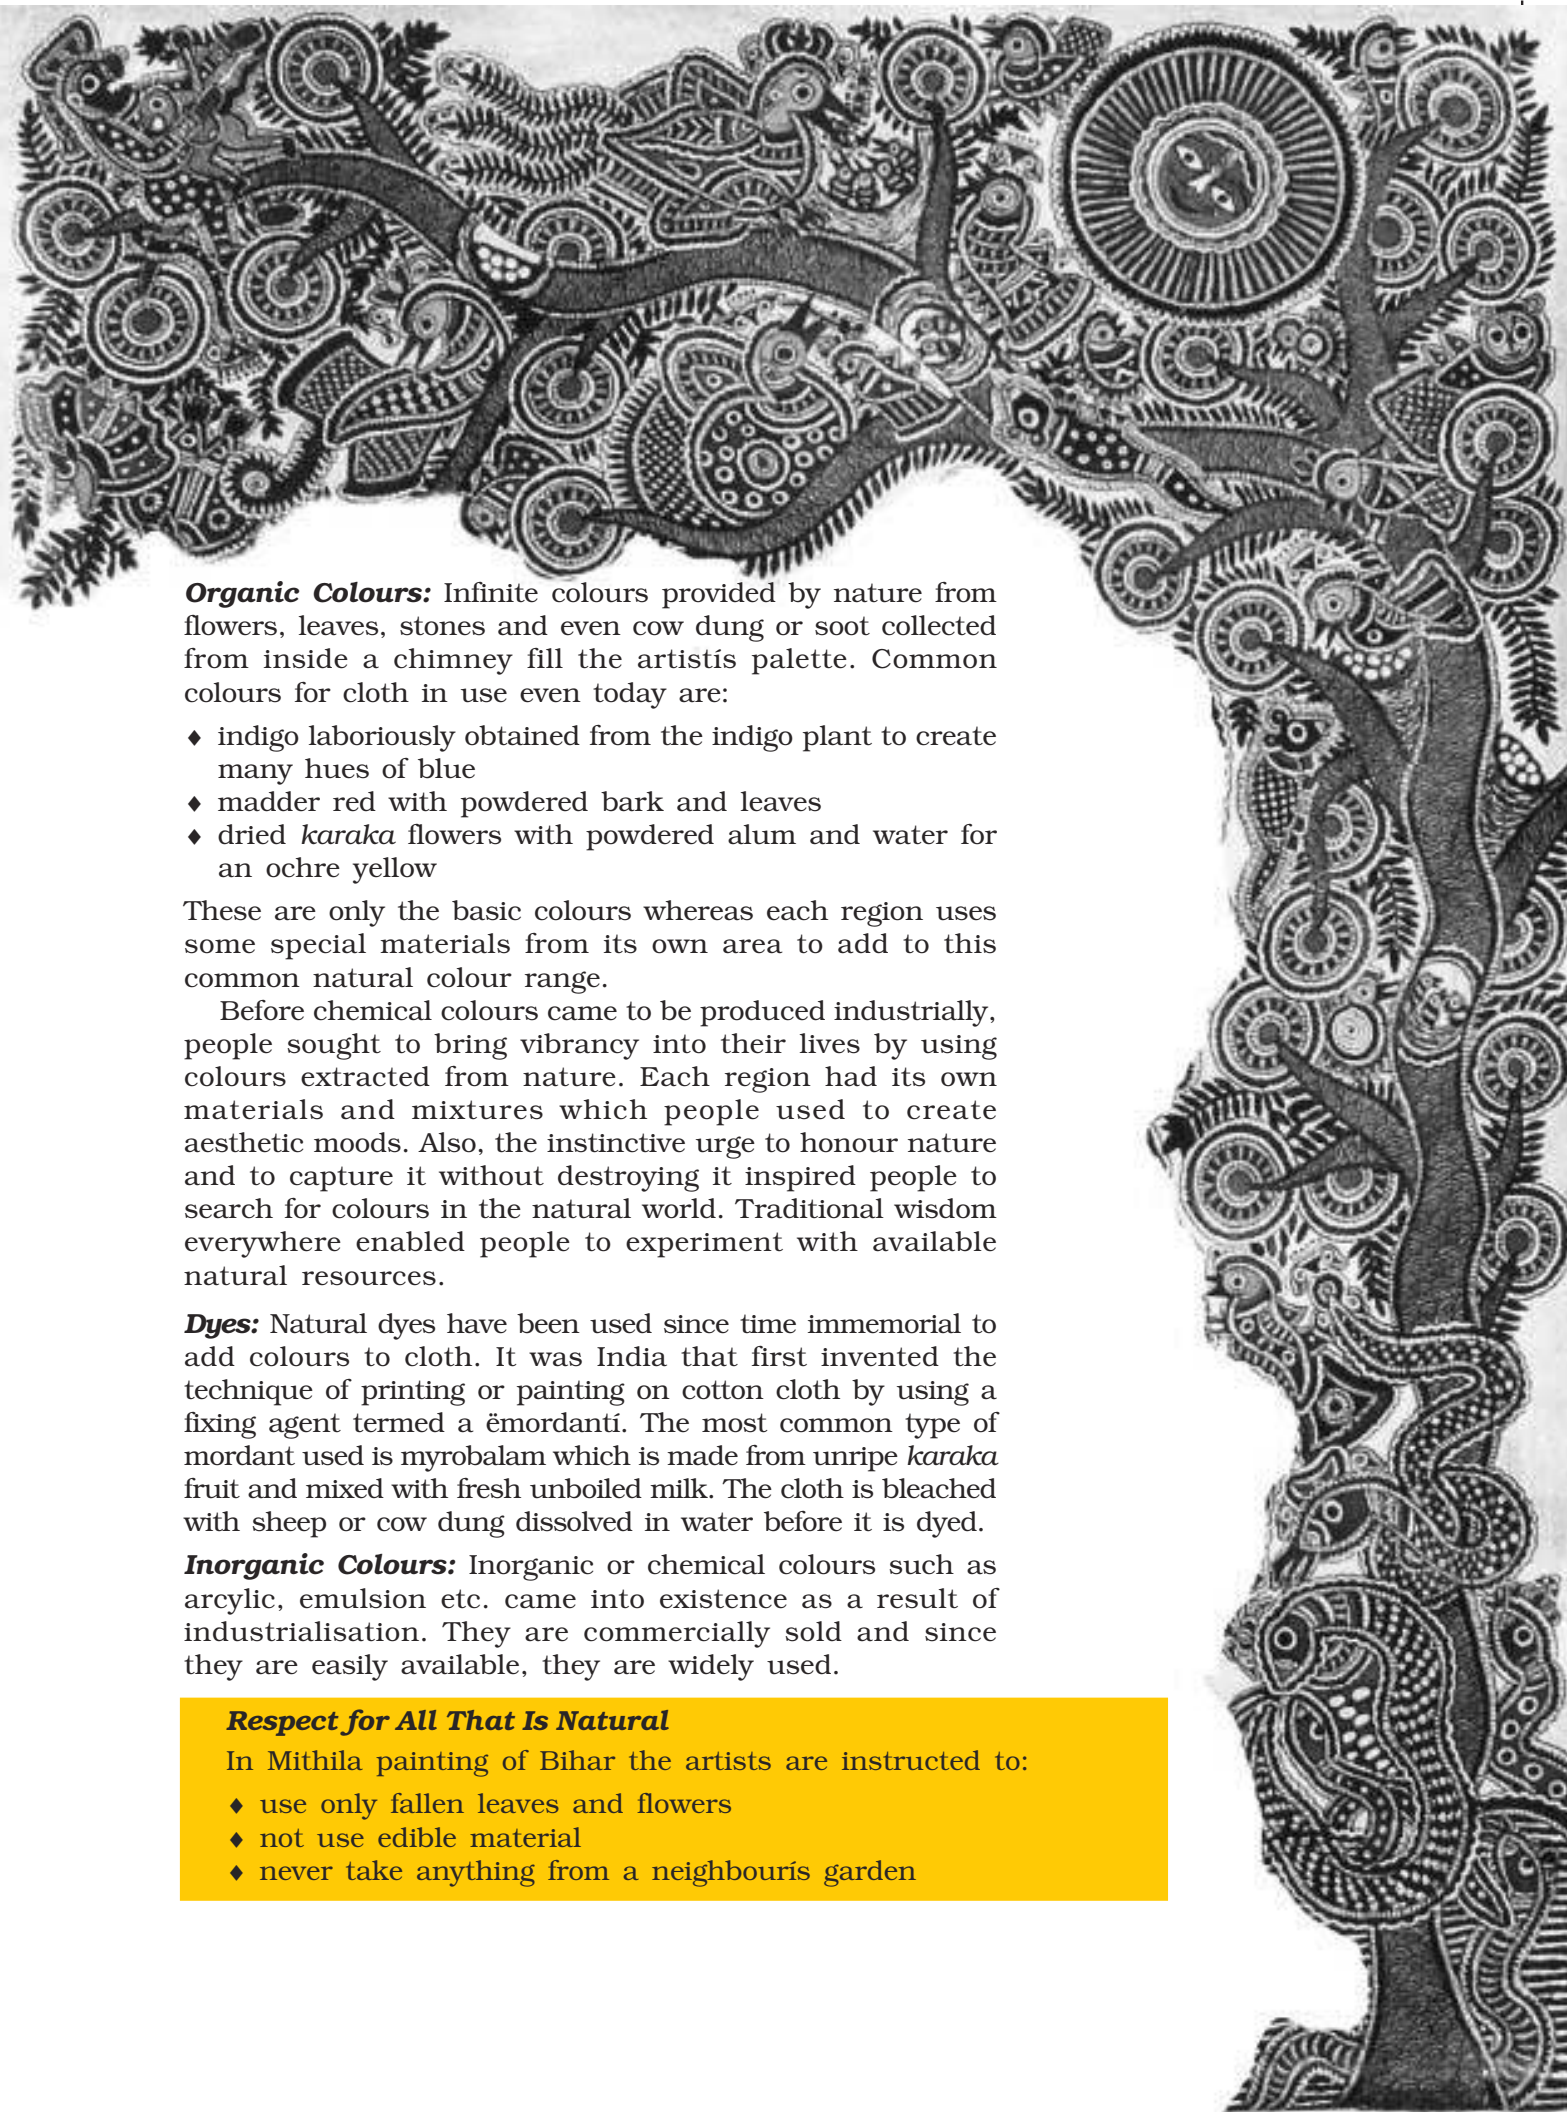 Organic Colours: Infinite colours provided by nature from
flowers, leaves, stones and even cow dung or soot collected
from inside a chimney fill the artistís palette. Common
colours for cloth in use even today are:
♦ indigo laboriously obtained from the indigo plant to create
many hues of blue
♦ madder red with powdered bark and leaves
♦ dried karaka flowers with powdered alum and water for
an ochre yellow
These are only the basic colours whereas each region uses
some special materials from its own area to add to this
common natural colour range.
Before chemical colours came to be produced industrially,
people sought to bring vibrancy into their lives by using
colours extracted from nature. Each region had its own
materials and mixtures which people used to create
aesthetic moods. Also, the instinctive urge to honour nature
and to capture it without destroying it inspired people to
search for colours in the natural world. Traditional wisdom
everywhere enabled people to experiment with available
natural resources.
Dyes: Natural dyes have been used since time immemorial to
add colours to cloth. It was India that first invented the
technique of printing or painting on cotton cloth by using a
fixing agent termed a ëmordantí. The most common type of
mordant used is myrobalam which is made from unripe karaka
fruit and mixed with fresh unboiled milk. The cloth is bleached
with sheep or cow dung dissolved in water before it is dyed.
Inorganic Colours: Inorganic or chemical colours such as
arcylic, emulsion etc. came into existence as a result of
industrialisation. They are commercially sold and since
they are easily available, they are widely used.
Respect for All That Is Natural
In Mithila painting of Bihar the artists are instructed to:
♦ use only fallen leaves and flowers
♦ not use edible material
♦ never take anything from a neighbourís garden